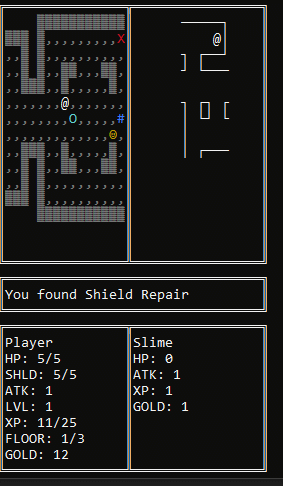 You found Shield Repair
Player
HP: 5/5
SHLD: 5/5
ATK: 1
LVL: 1
XP: 11/25
FLOOR: 1/3
GOLD: 12
Slime
HP: 0
ATK: 1
XP: 1
GOLD: 1